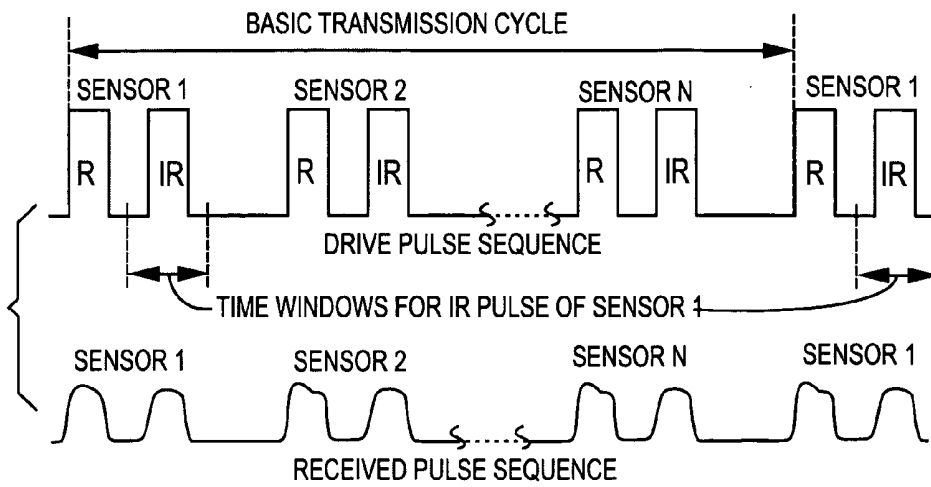 BASIC TRANSMISSION CYCLE
SENSOR 1 SENSOR 2 SENSOR N SENSOR 1
R IR R IR R IR R IR
DRIVE PULSE SEQUENCE
TIME WINDOWS FOR IR PULSE OF SENSOR 1
SENSOR 1 SENSOR 2 SENSOR N SENSOR 1
RECEIVED PULSE SEQUENCE